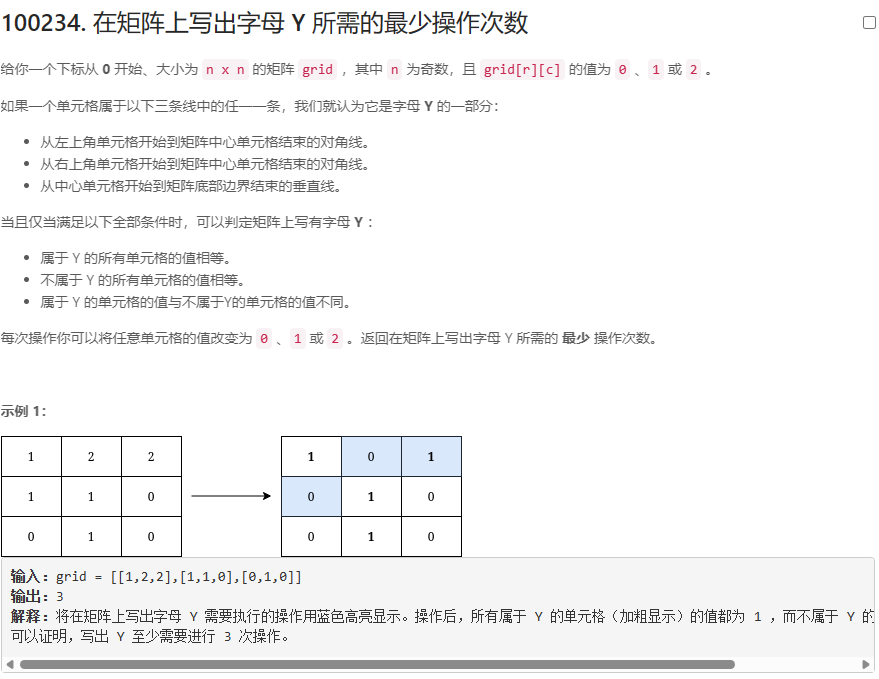 100234. 在矩阵上写出字母 Y 所需的最少操作次数
给你一个下标从 0 开始、大小为 n x n 的矩阵 grid ，其中 n 为奇数，且 grid[r][c] 的值为 0 、 1 或 2 。
如果一个单元格属于以下三条线中的任一一条，我们就认为它是字母 Y 的一部分：
从左上角单元格开始到矩阵中心单元格结束的对角线。
从右上角单元格开始到矩阵中心单元格结束的对角线。
从中心单元格开始到矩阵底部边界结束的垂直线。
当且仅当满足以下全部条件时，可以判定矩阵上写有字母 Y ：
属于 Y 的所有单元格的值相等。
不属于 Y 的所有单元格的值相等。
属于 Y 的单元格的值与不属于Y的单元格的值不同。
每次操作你可以将任意单元格的值改变为 0 、 1 或 2 。返回在矩阵上写出字母 Y 所需的 最少 操作次数。
示例 1：
1 2 2 1 0 1
1 1 0 0 1 0
0 1 0 0 1 0
输入：grid = [[1,2,2],[1,1,0],[0,1,0]]
输出：3
解释：将在矩阵上写出字母 Y 需要执行的操作用蓝色高亮显示。操作后，所有属于 Y 的单元格（加粗显示）的值都为 1 ，而不属于 Y 的
可以证明，写出 Y 至少需要进行 3 次操作。